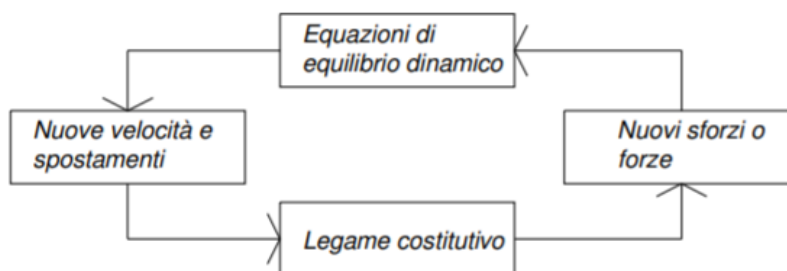 Equazioni di
equilibrio dinamico
Nuove velocità e
spostamenti
Nuovi sforzi o
forze
Legame costitutivo